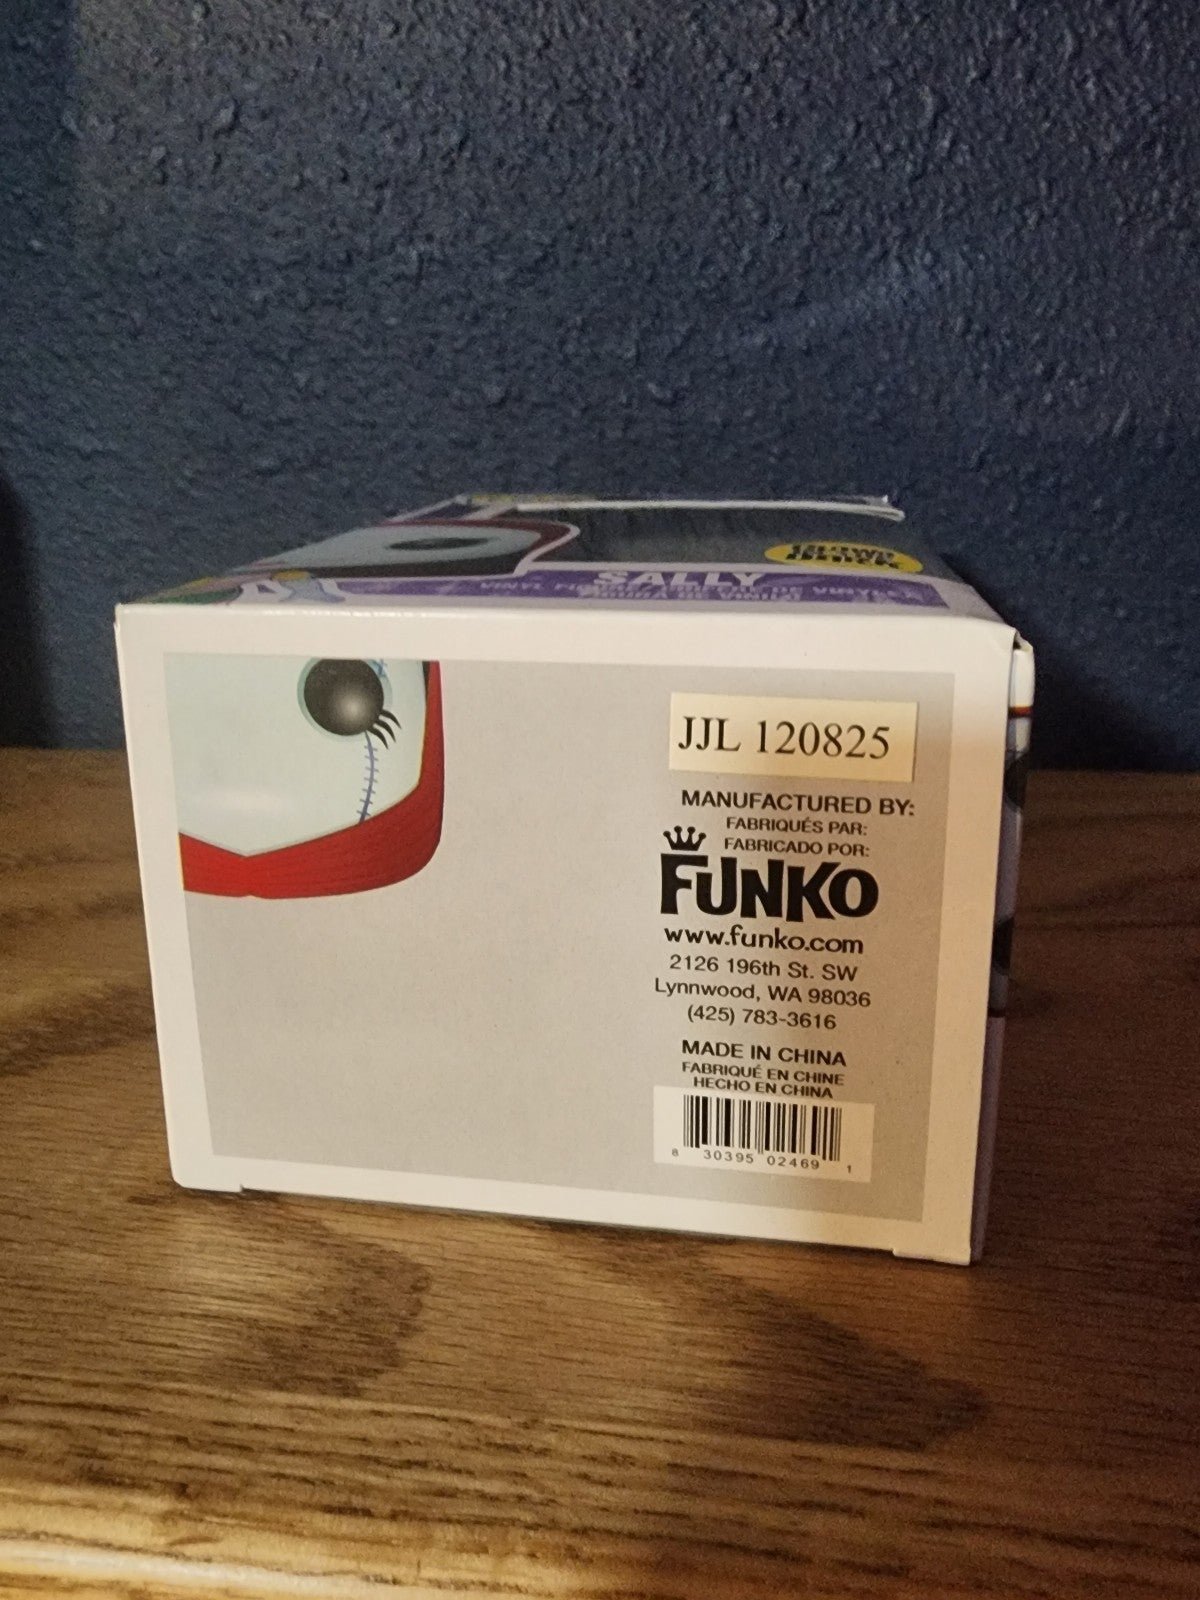 GLOWS
SALLY
JJL 120825
MANUFACTURED BY:
FABRIQUÉS PAR:
FABRICADO POR:
FUNKO
www.funko.com
2126 196th St. SW
Lynnwood, WA 98036
(425) 783-3616
MADE IN CHINA
FABRIQUÉ EN CHINE
HECHO EN CHINA
8 30395 02469 1